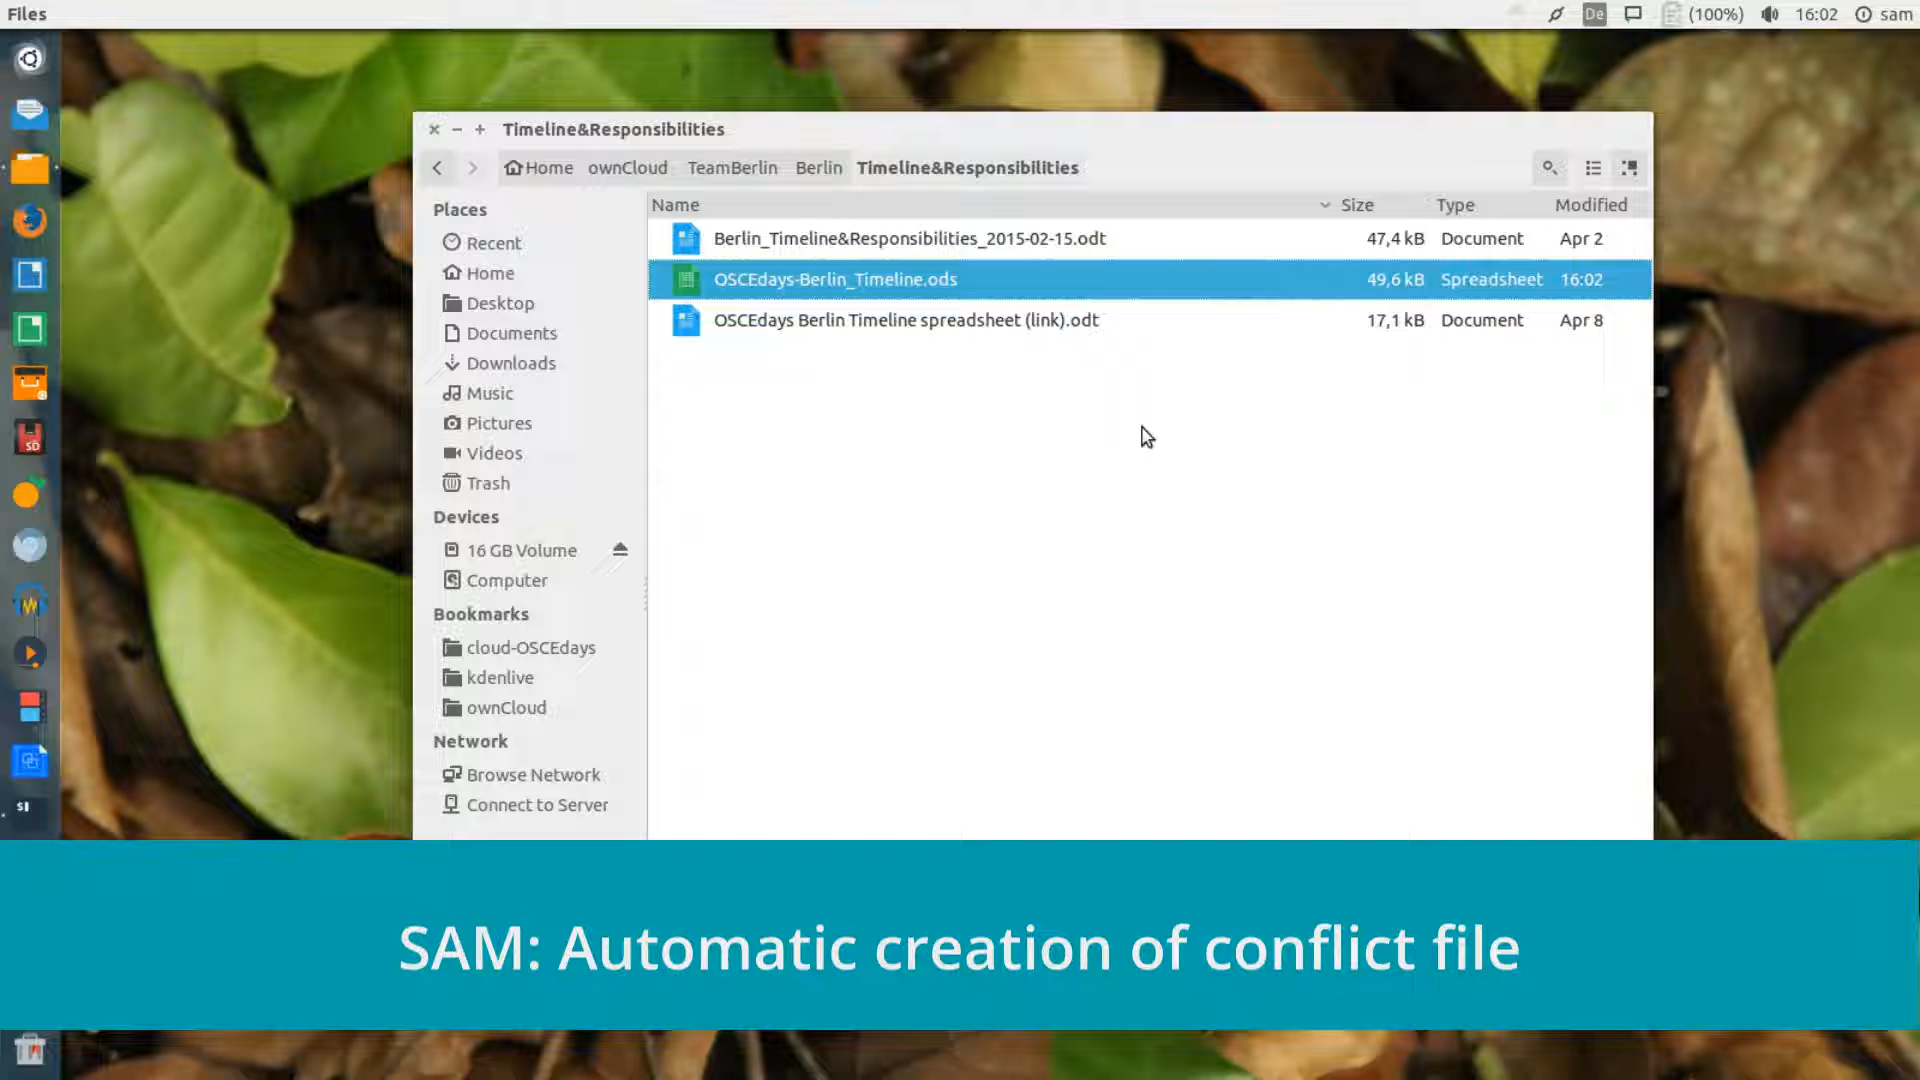 Files
De
(100%)
16:02
sam
Timeline&Responsibilities
Home ownCloud TeamBerlin Berlin Timeline&Responsibilities
Places
Recent
Home
Desktop
Documents
Downloads
Music
Pictures
Videos
Trash
Devices
16 GB Volume
Computer
Bookmarks
cloud-OSCEdays
kdenlive
ownCloud
Network
Browse Network
Connect to Server
Name Size Type Modified
Berlin_Timeline&Responsibilities_2015-02-15.odt 47,4 kB Document Apr 2
OSCEdays-Berlin_Timeline.ods 49,6 kB Spreadsheet 16:02
OSCEdays Berlin Timeline spreadsheet (link).odt 17,1 kB Document Apr 8
SD
SI
SAM: Automatic creation of conflict file